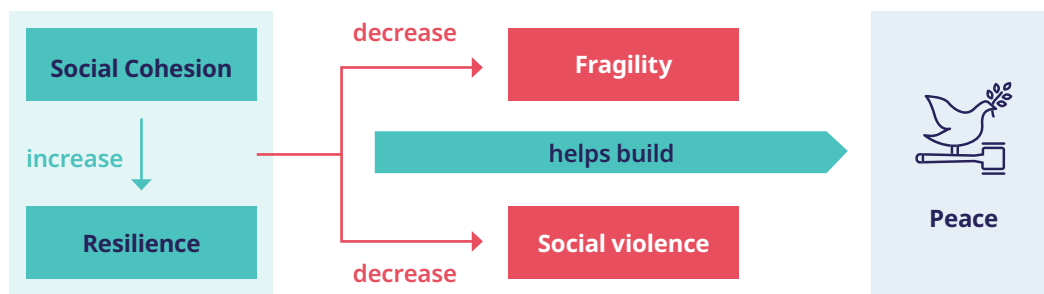 Social Cohesion
increase
Resilience
decrease
Fragility
helps build
Social violence
decrease
Peace